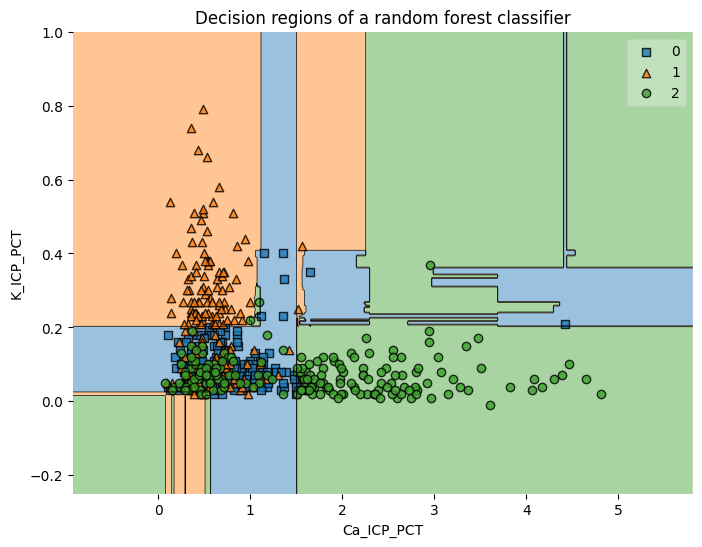 Decision regions of a random forest classifier
0
1
2
1.0
0.8
0.6
0.4
0.2
0.0
−0.2
K_ICP_PCT
0 1 2 3 4 5
Ca_ICP_PCT